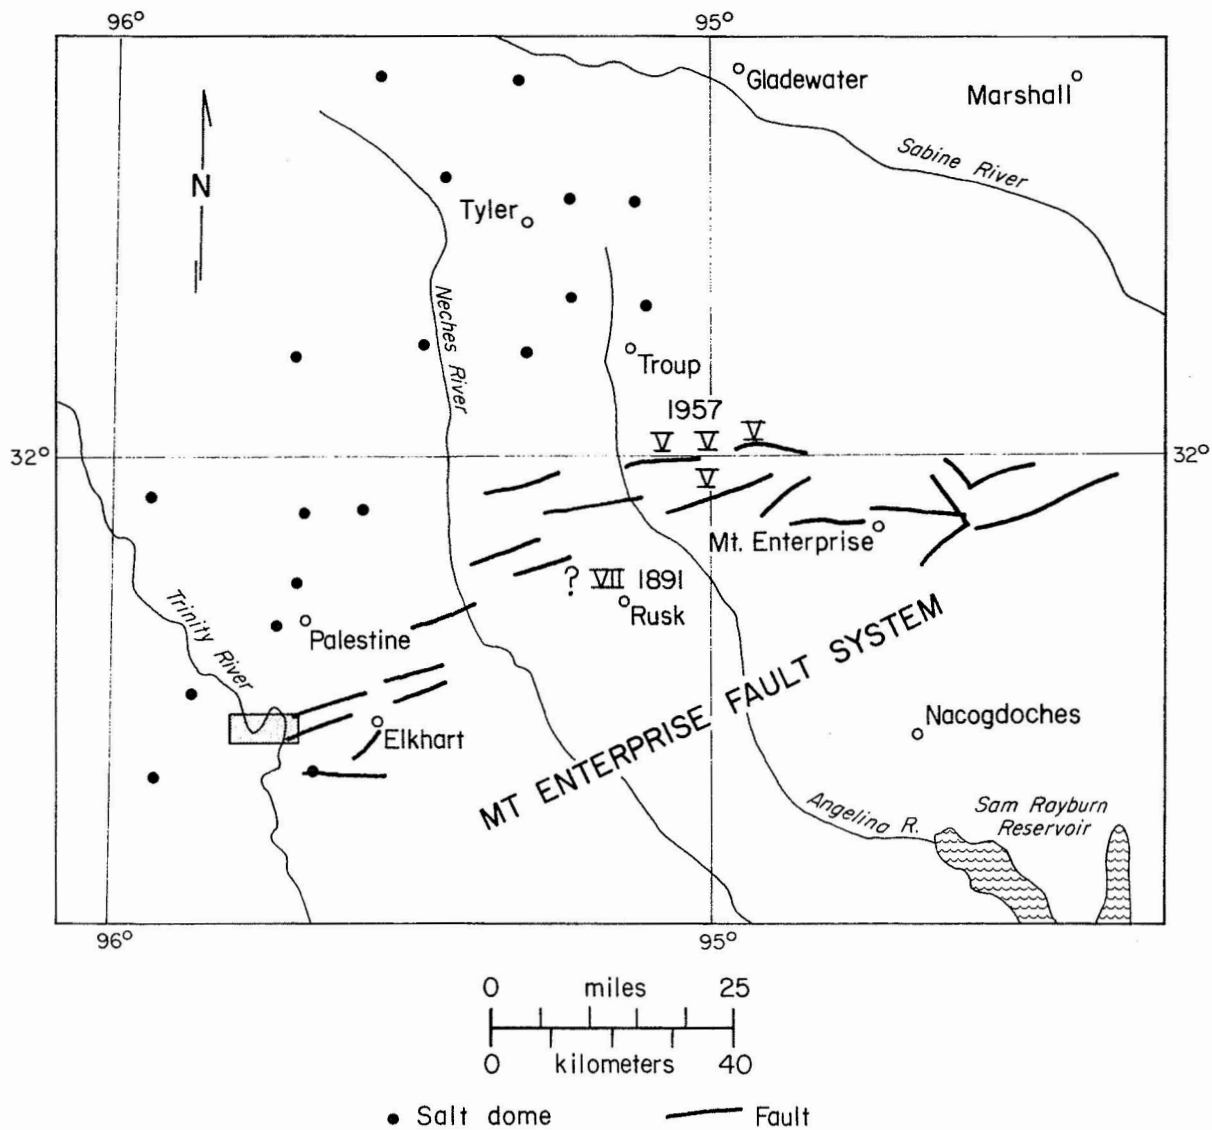 96° 95°
Gladewater
Marshall
Sabine River
N
Tyler
Neches River
Troup
1957
V V V
32° 32°
V
Mt. Enterprise
? VII 1891
Rusk
Trinity River
Palestine
MT ENTERPRISE FAULT SYSTEM
Nacogdoches
Elkhart
Angelina R.
Sam Rayburn
Reservoir
96° 95°
0 miles 25
0 kilometers 40
Salt dome Fault